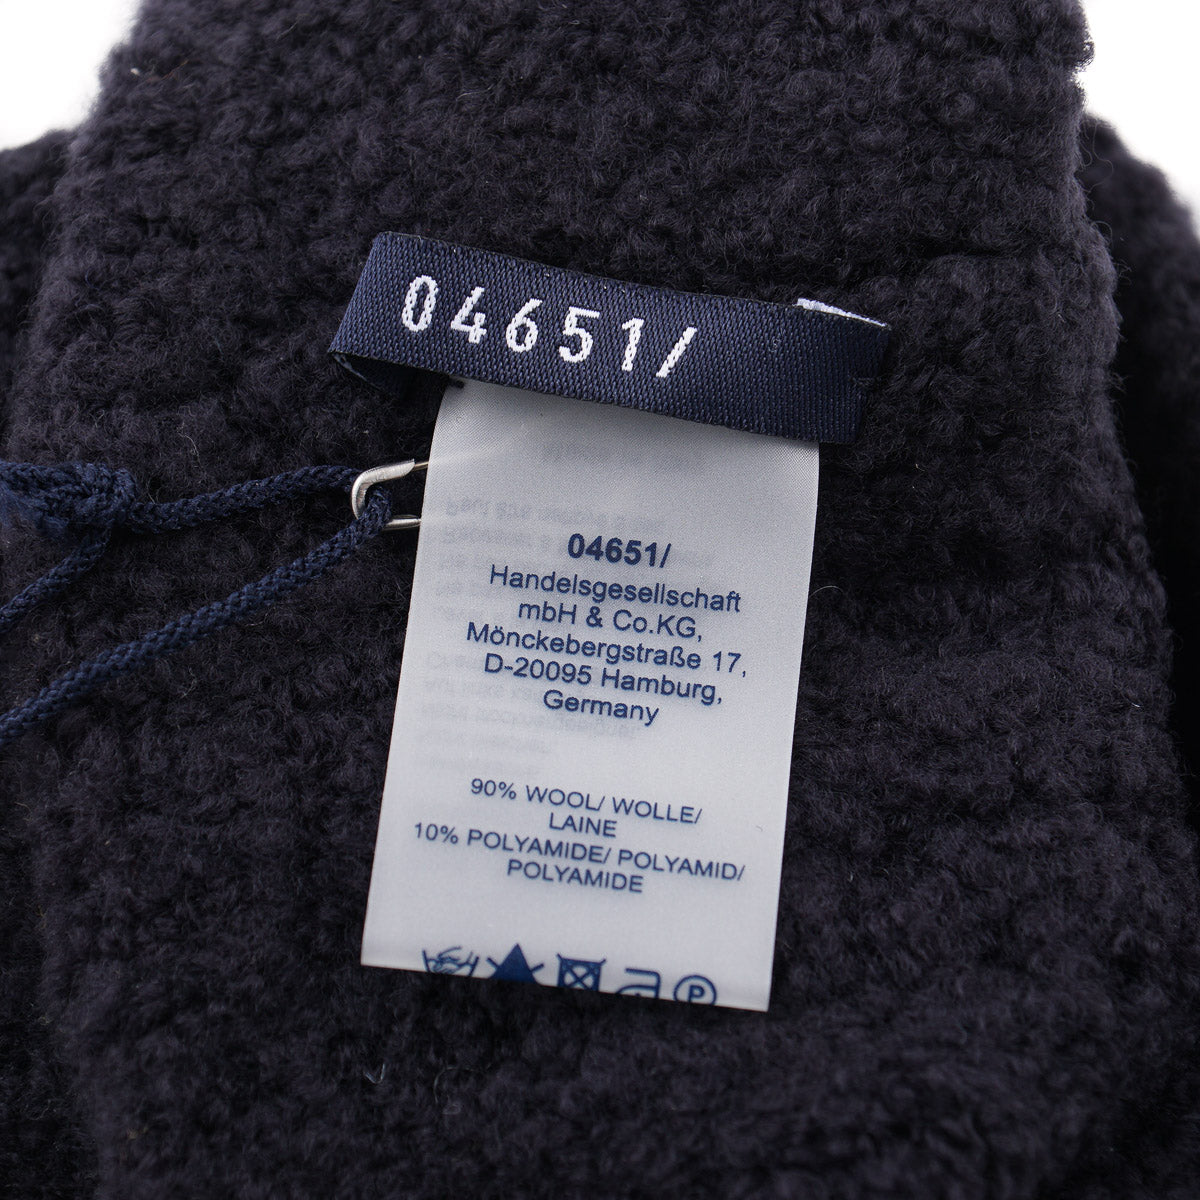 04651/
04651/
Handelsgesellschaft
mbH & Co.KG,
Mönckebergstraße 17,
D-20095 Hamburg,
Germany
90% WOOL/ WOLLE/
LAINE
10% POLYAMIDE/ POLYAMID/
POLYAMIDE
P